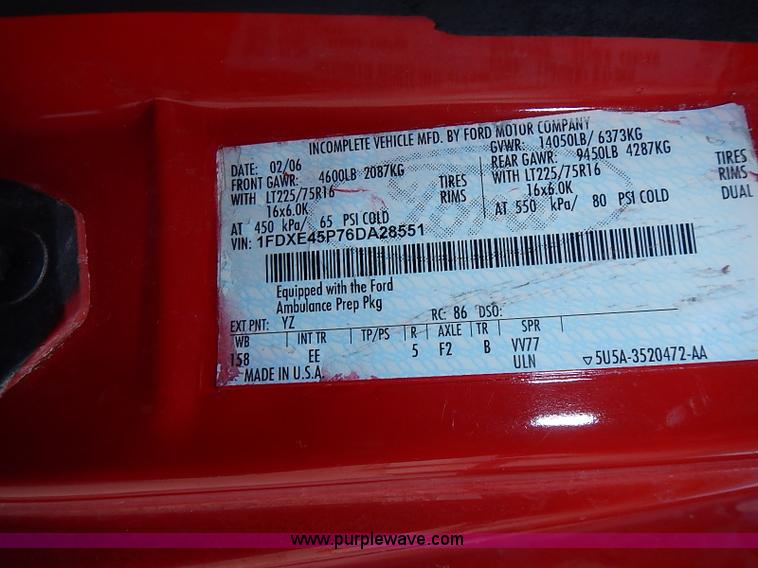 INCOMPLETE VEHICLE MFD. BY FORD MOTOR COMPANY
DATE: 02/06 GVWR: 14050LB/ 6373KG
FRONT GAWR: 4600LB 2087KG REAR GAWR: 9450LB 4287KG
WITH LT225/75R16 TIRES WITH LT225/75R16 TIRES
16x6.0K RIMS 16x6.0K RIMS
AT 450 kPa/ 65 PSI COLD AT 550 kPa/ 80 PSI COLD DUAL
VIN: 1FDXE45P76DA28551
Equipped with the Ford
Ambulance Prep Pkg
EXT PNT: YZ RC: 86 DSO:
WB INT TR TP/PS R AXLE TR SPR
158 EE 5 F2 B VV77
ULN
MADE IN U.S.A. ▽5U5A-3520472-AA
www.purplewave.com